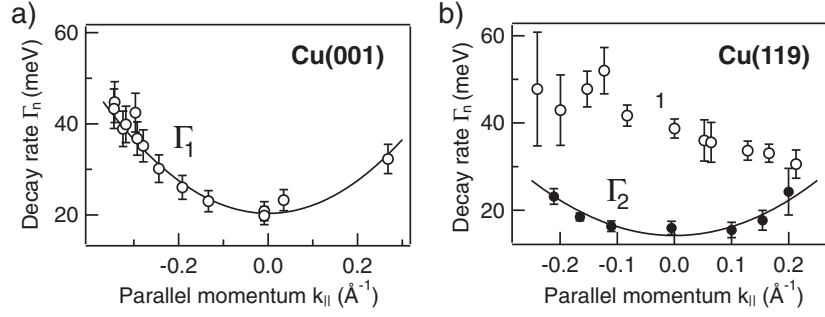 a)
Cu(001)
Γ₁
Decay rate Γₙ (meV)
60
40
20
-0.2
0.0
0.2
Parallel momentum k|| (Å⁻¹)
b)
Cu(119)
1
Γ₂
Decay rate Γₙ (meV)
60
40
20
-0.2
-0.1
0.0
0.1
0.2
Parallel momentum k|| (Å⁻¹)